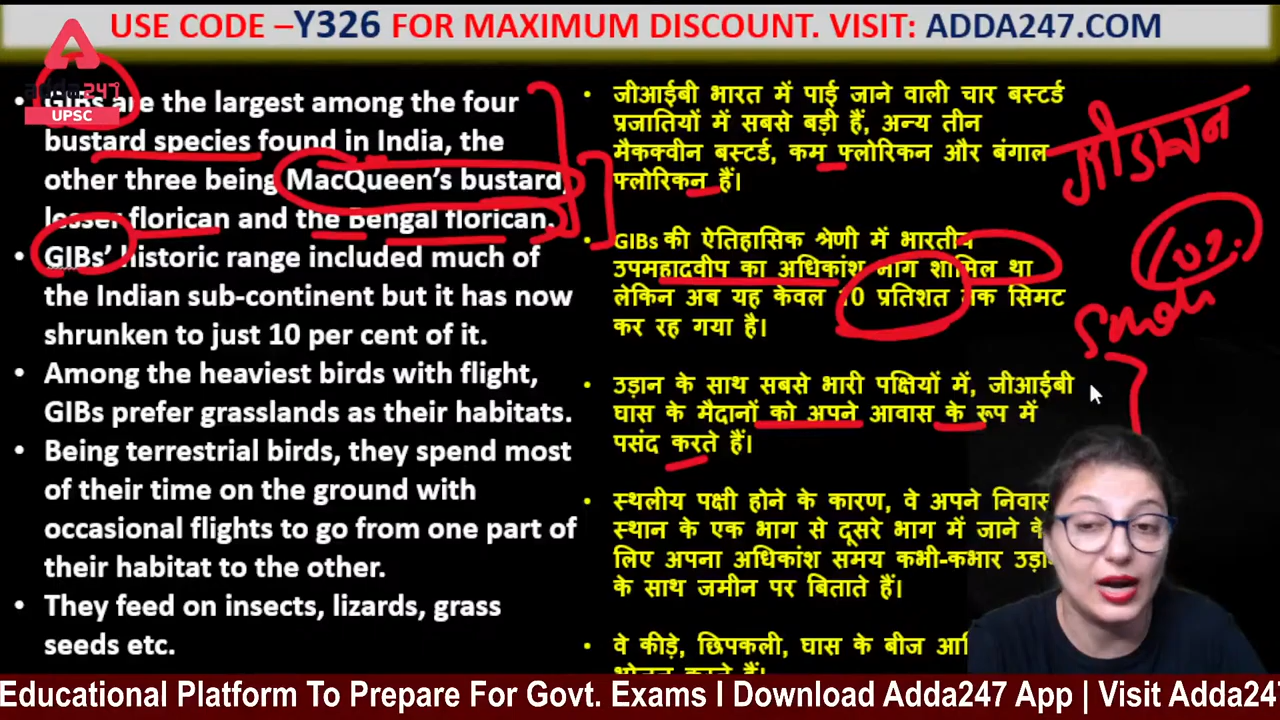 USE CODE –Y326 FOR MAXIMUM DISCOUNT. VISIT: ADDA247.COM
247
UPSC
• GIBs are the largest among the four
bustard species found in India, the
other three being MacQueen’s bustard,
lesser florican and the Bengal florican.
• GIBs’ historic range included much of
the Indian sub-continent but it has now
shrunken to just 10 per cent of it.
• Among the heaviest birds with flight,
GIBs prefer grasslands as their habitats.
• Being terrestrial birds, they spend most
of their time on the ground with
occasional flights to go from one part of
their habitat to the other.
• They feed on insects, lizards, grass
seeds etc.
• जीआईबी भारत में पाई जाने वाली चार बस्टर्ड
प्रजातियों में सबसे बड़ी हैं, अन्य तीन
मैकक्वीन बस्टर्ड, कम फ्लोरिकन और बंगाल
फ्लोरिकन हैं।
• GIBs की ऐतिहासिक श्रेणी में भारतीय
उपमहाद्वीप का अधिकांश भाग शामिल था
लेकिन अब यह केवल 10 प्रतिशत तक सिमट
कर रह गया है।
• उड़ान के साथ सबसे भारी पक्षियों में, जीआईबी
घास के मैदानों को अपने आवास के रूप में
पसंद करते हैं।
• स्थलीय पक्षी होने के कारण, वे अपने निवास
स्थान के एक भाग से दूसरे भाग में जाने के
लिए अपना अधिकांश समय कभी-कभार
के साथ जमीन पर बिताते हैं।
• वे कीड़े, छिपकली, घास के बीज
10%.
Educational Platform To Prepare For Govt. Exams I Download Adda247 App | Visit Adda247